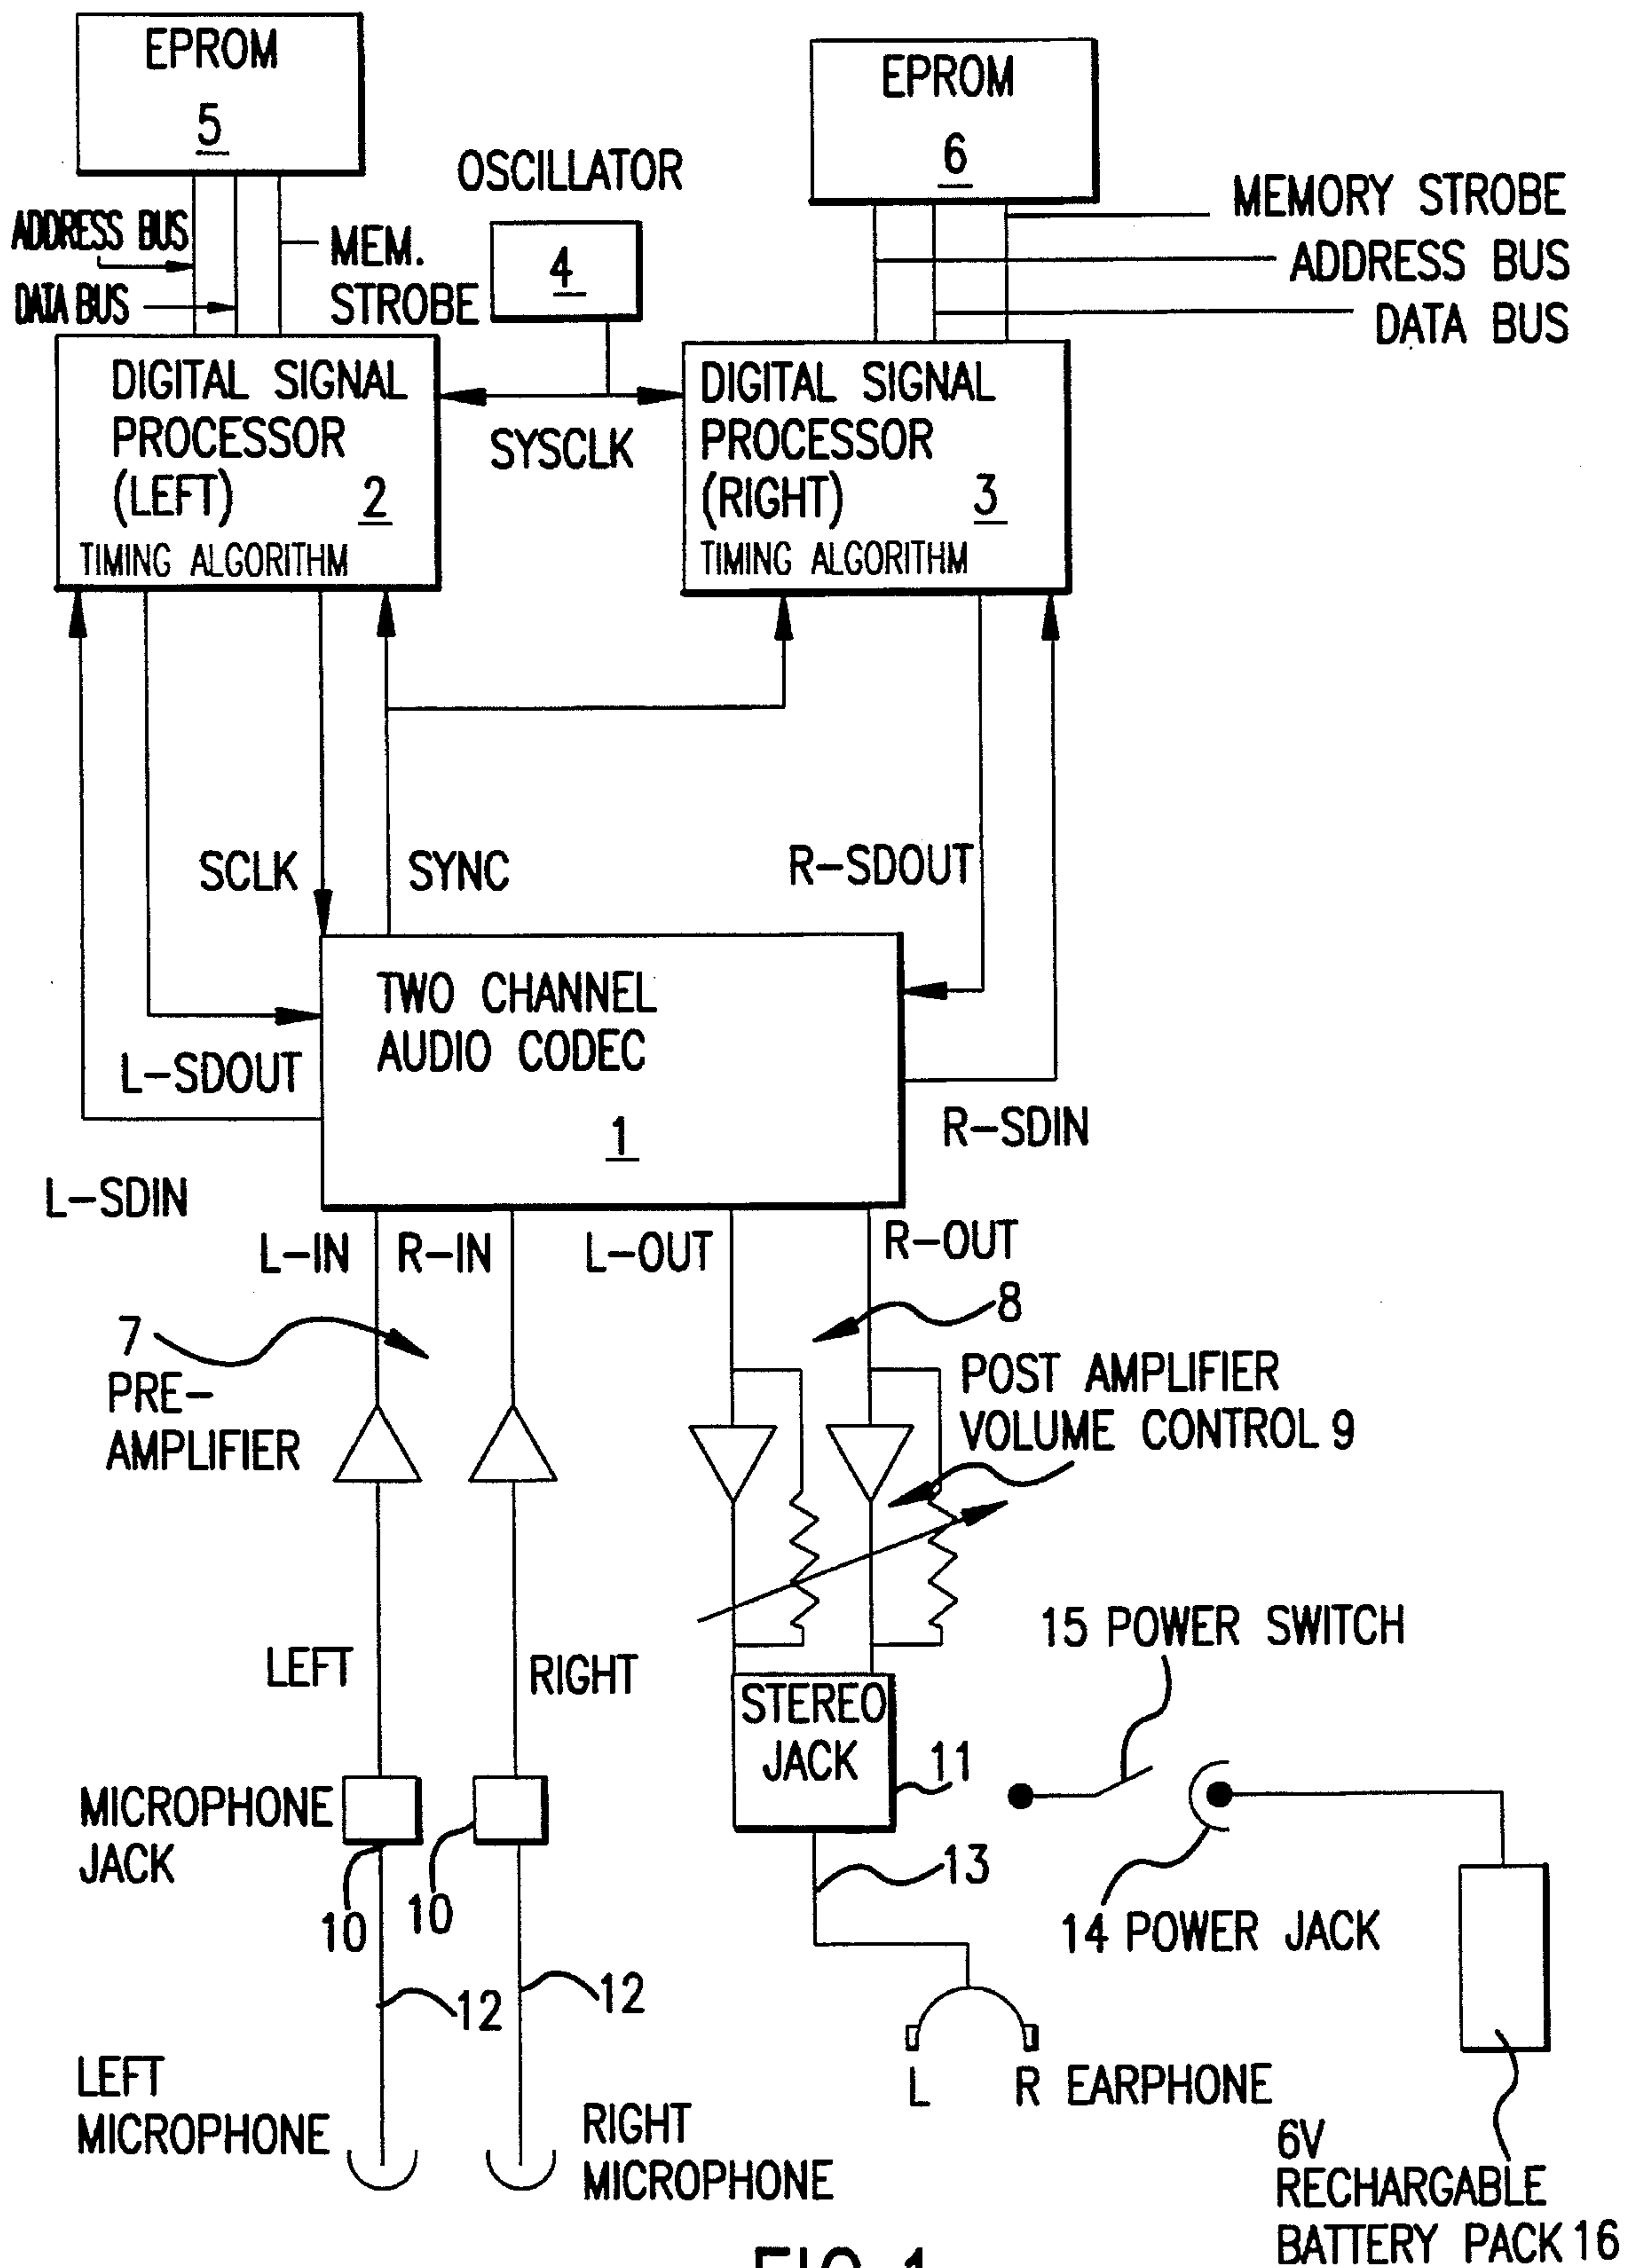 EPROM
5
EPROM
6
OSCILLATOR
4
ADDRESS BUS
DATA BUS
MEM.
STROBE
MEMORY STROBE
ADDRESS BUS
DATA BUS
DIGITAL SIGNAL
PROCESSOR
(LEFT)
2
TIMING ALGORITHM
SYSCLK
DIGITAL SIGNAL
PROCESSOR
(RIGHT)
3
TIMING ALGORITHM
SCLK
SYNC
R-SDOUT
TWO CHANNEL
AUDIO CODEC
1
L-SDOUT
R-SDIN
L-SDIN
L-IN
R-IN
L-OUT
R-OUT
7
PRE-
AMPLIFIER
8
POST AMPLIFIER
VOLUME CONTROL 9
LEFT
RIGHT
15 POWER SWITCH
STEREO
JACK
11
MICROPHONE
JACK
10
10
13
14 POWER JACK
12
12
LEFT
MICROPHONE
RIGHT
MICROPHONE
L
R EARPHONE
6V
RECHARGABLE
BATTERY PACK 16
FIG. 1